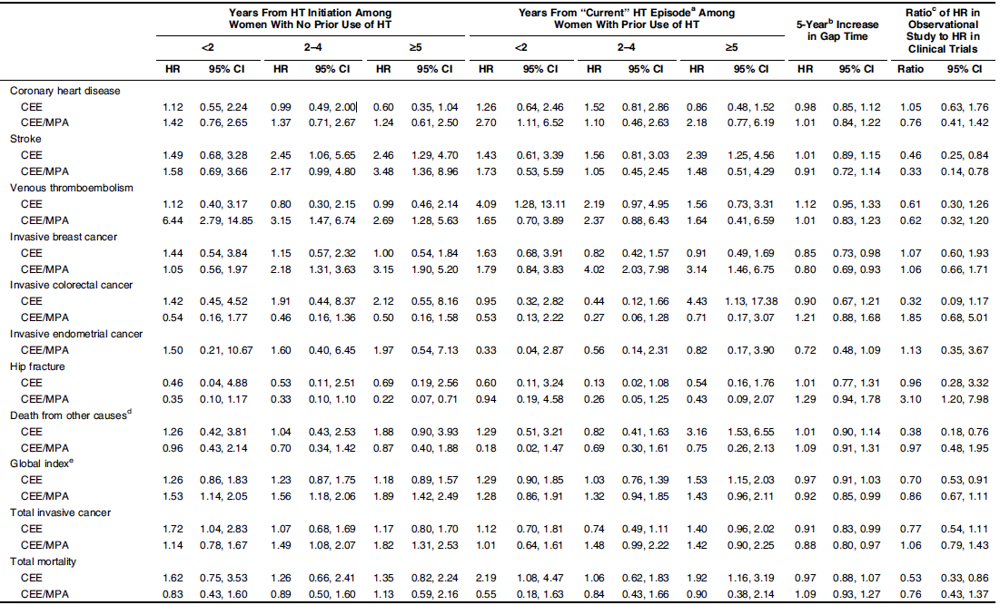 Years From HT Initiation Among Years From “Current” HT Episodea Among Ratioc of HR in
Women With No Prior Use of HT Women With Prior Use of HT 5-Yearb Increase Observational
in Gap Time Study to HR in
<2 2–4 ≥5 <2 2–4 ≥5 Clinical Trials
HR 95% CI HR 95% CI HR 95% CI HR 95% CI HR 95% CI HR 95% CI HR 95% CI Ratio 95% CI
Coronary heart disease
CEE 1.12 0.55, 2.24 0.99 0.49, 2.00 0.60 0.35, 1.04 1.26 0.64, 2.46 1.52 0.81, 2.86 0.86 0.48, 1.52 0.98 0.85, 1.12 1.05 0.63, 1.76
CEE/MPA 1.42 0.76, 2.65 1.37 0.71, 2.67 1.24 0.61, 2.50 2.70 1.11, 6.52 1.10 0.46, 2.63 2.18 0.77, 6.19 1.01 0.84, 1.22 0.76 0.41, 1.42
Stroke
CEE 1.49 0.68, 3.28 2.45 1.06, 5.65 2.46 1.29, 4.70 1.43 0.61, 3.39 1.56 0.81, 3.03 2.39 1.25, 4.56 1.01 0.89, 1.15 0.46 0.25, 0.84
CEE/MPA 1.58 0.69, 3.66 2.17 0.99, 4.80 3.48 1.36, 8.96 1.73 0.53, 5.59 1.05 0.45, 2.45 1.48 0.51, 4.29 0.91 0.72, 1.14 0.33 0.14, 0.78
Venous thromboembolism
CEE 1.12 0.40, 3.17 0.80 0.30, 2.15 0.99 0.46, 2.14 4.09 1.28, 13.11 2.19 0.97, 4.95 1.56 0.73, 3.31 1.12 0.95, 1.33 0.61 0.30, 1.26
CEE/MPA 6.44 2.79, 14.85 3.15 1.47, 6.74 2.69 1.28, 5.63 1.65 0.70, 3.89 2.37 0.88, 6.43 1.64 0.41, 6.59 1.01 0.83, 1.23 0.62 0.32, 1.20
Invasive breast cancer
CEE 1.44 0.54, 3.84 1.15 0.57, 2.32 1.00 0.54, 1.84 1.63 0.68, 3.91 0.82 0.42, 1.57 0.91 0.49, 1.69 0.85 0.73, 0.98 1.07 0.60, 1.93
CEE/MPA 1.05 0.56, 1.97 2.18 1.31, 3.63 3.15 1.90, 5.20 1.79 0.84, 3.83 4.02 2.03, 7.98 3.14 1.46, 6.75 0.80 0.69, 0.93 1.06 0.66, 1.71
Invasive colorectal cancer
CEE 1.42 0.45, 4.52 1.91 0.44, 8.37 2.12 0.55, 8.16 0.95 0.32, 2.82 0.44 0.12, 1.66 4.43 1.13, 17.38 0.90 0.67, 1.21 0.32 0.09, 1.17
CEE/MPA 0.54 0.16, 1.77 0.46 0.16, 1.36 0.50 0.16, 1.58 0.53 0.13, 2.22 0.27 0.06, 1.28 0.71 0.17, 3.07 1.21 0.88, 1.68 1.85 0.68, 5.01
Invasive endometrial cancer
CEE/MPA 1.50 0.21, 10.67 1.60 0.40, 6.45 1.97 0.54, 7.13 0.33 0.04, 2.87 0.56 0.14, 2.31 0.82 0.17, 3.90 0.72 0.48, 1.09 1.13 0.35, 3.67
Hip fracture
CEE 0.46 0.04, 4.88 0.53 0.11, 2.51 0.69 0.19, 2.56 0.60 0.11, 3.24 0.13 0.02, 1.08 0.54 0.16, 1.76 1.01 0.77, 1.31 0.96 0.28, 3.32
CEE/MPA 0.35 0.10, 1.17 0.33 0.10, 1.10 0.22 0.07, 0.71 0.94 0.19, 4.58 0.26 0.05, 1.25 0.43 0.09, 2.07 1.29 0.94, 1.78 3.10 1.20, 7.98
Death from other causesd
CEE 1.26 0.42, 3.81 1.04 0.43, 2.53 1.88 0.90, 3.93 1.29 0.51, 3.21 0.82 0.41, 1.63 3.16 1.53, 6.55 1.01 0.90, 1.14 0.38 0.18, 0.76
CEE/MPA 0.96 0.43, 2.14 0.70 0.34, 1.42 0.87 0.40, 1.88 0.18 0.02, 1.47 0.69 0.30, 1.61 0.75 0.26, 2.13 1.09 0.91, 1.31 0.97 0.48, 1.95
Global indexe
CEE 1.26 0.86, 1.83 1.23 0.87, 1.75 1.18 0.89, 1.57 1.29 0.90, 1.85 1.03 0.76, 1.39 1.53 1.15, 2.03 0.97 0.91, 1.03 0.70 0.53, 0.91
CEE/MPA 1.53 1.14, 2.05 1.56 1.18, 2.06 1.89 1.42, 2.49 1.28 0.86, 1.91 1.32 0.94, 1.85 1.43 0.96, 2.11 0.92 0.85, 0.99 0.86 0.67, 1.11
Total invasive cancer
CEE 1.72 1.04, 2.83 1.07 0.68, 1.69 1.17 0.80, 1.70 1.12 0.70, 1.81 0.74 0.49, 1.11 1.40 0.96, 2.02 0.91 0.83, 0.99 0.77 0.54, 1.11
CEE/MPA 1.14 0.78, 1.67 1.49 1.08, 2.07 1.82 1.31, 2.53 1.01 0.64, 1.61 1.48 0.99, 2.22 1.42 0.90, 2.25 0.88 0.80, 0.97 1.06 0.79, 1.43
Total mortality
CEE 1.62 0.75, 3.53 1.26 0.66, 2.41 1.35 0.82, 2.24 2.19 1.08, 4.47 1.06 0.62, 1.83 1.92 1.16, 3.19 0.97 0.88, 1.07 0.53 0.33, 0.86
CEE/MPA 0.83 0.43, 1.60 0.89 0.50, 1.60 1.13 0.59, 2.16 0.55 0.18, 1.63 0.84 0.43, 1.66 0.90 0.38, 2.14 1.09 0.93, 1.27 0.76 0.43, 1.37